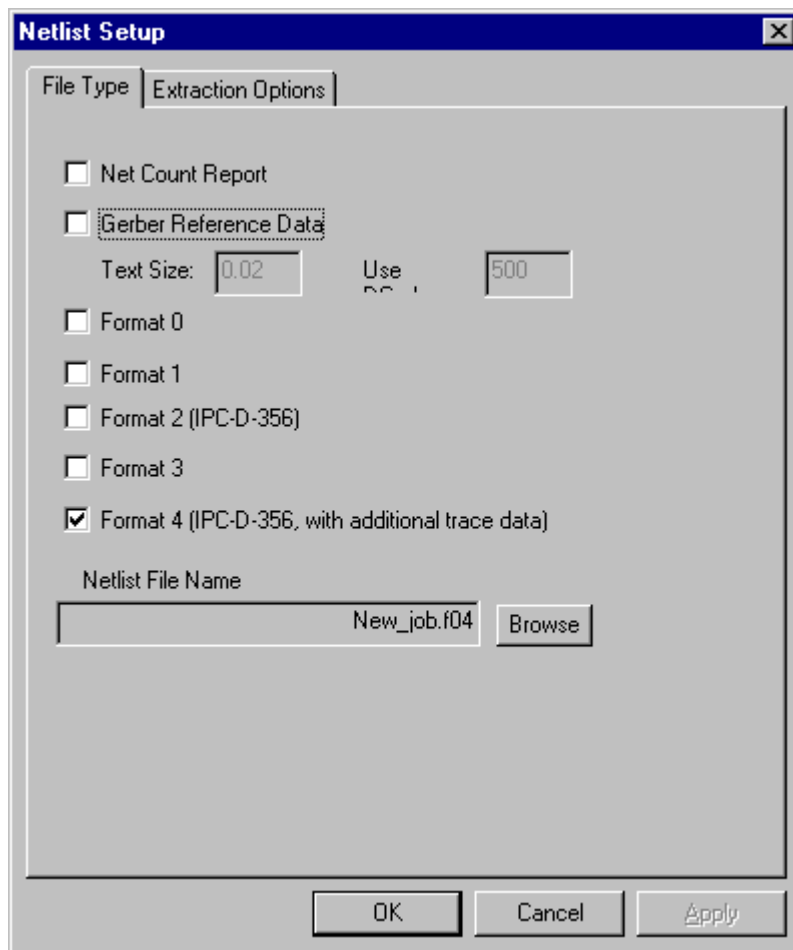 Netlist Setup
File Type Extraction Options
Net Count Report
Gerber Reference Data
Text Size: 0.02 Use 500
Format 0
Format 1
Format 2 (IPC-D-356)
Format 3
Format 4 (IPC-D-356, with additional trace data)
Netlist File Name
New_job.f04 Browse
OK Cancel Apply